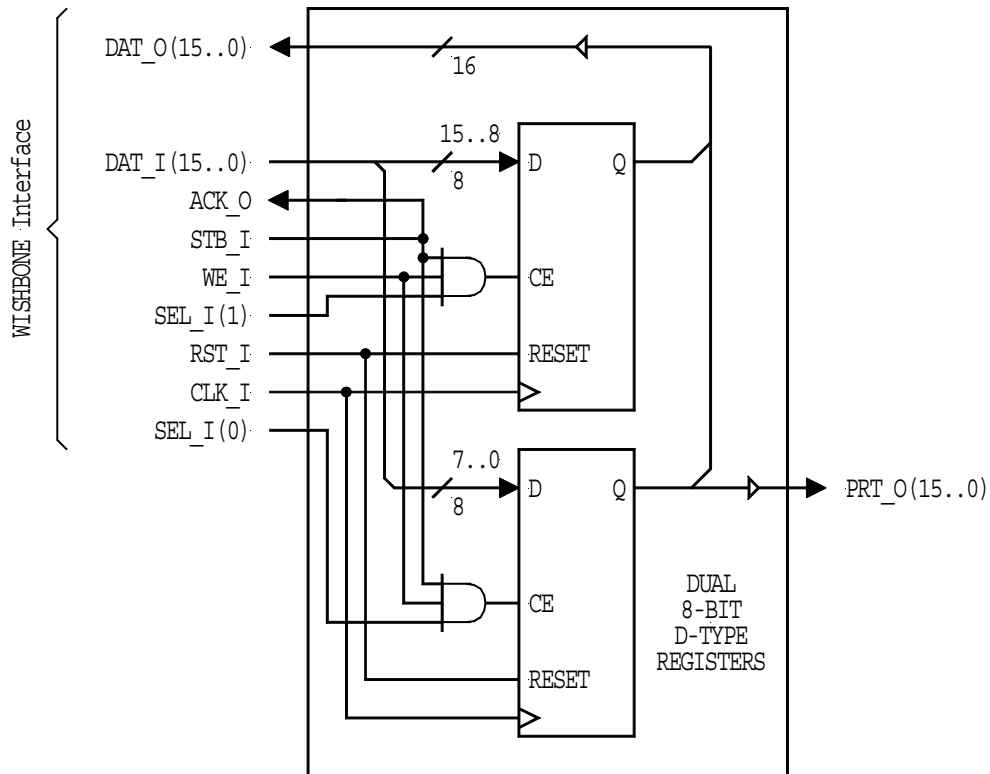 WISHBONE Interface
DAT_O(15..0)
16
DAT_I(15..0)
15..8
8
D
Q
ACK_O
STB_I
WE_I
CE
SEL_I(1)
RST_I
RESET
CLK_I
SEL_I(0)
7..0
8
D
Q
PRT_O(15..0)
CE
RESET
DUAL
8-BIT
D-TYPE
REGISTERS